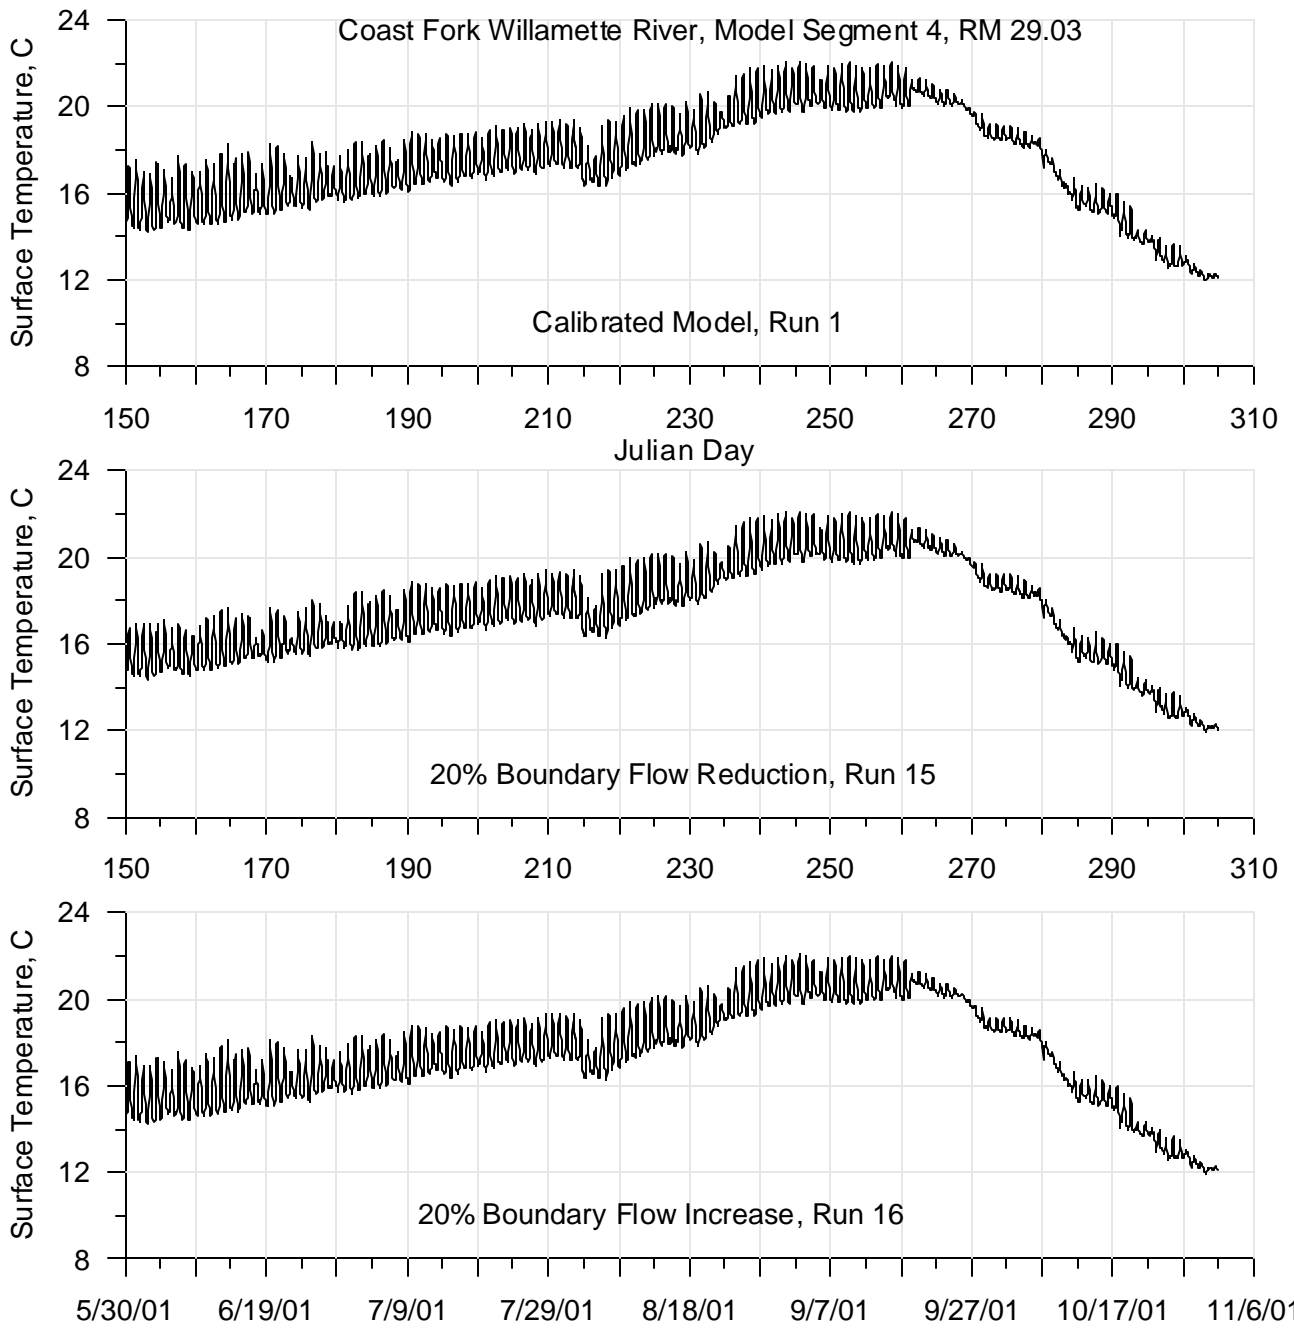 Coast Fork Willamette River, Model Segment 4, RM 29.03
Surface Temperature, C
24
20
16
12
8
Calibrated Model, Run 1
150 170 190 210 230 250 270 290 310
Julian Day
Surface Temperature, C
24
20
16
12
8
20% Boundary Flow Reduction, Run 15
150 170 190 210 230 250 270 290 310
Surface Temperature, C
24
20
16
12
8
20% Boundary Flow Increase, Run 16
5/30/01 6/19/01 7/9/01 7/29/01 8/18/01 9/7/01 9/27/01 10/17/01 11/6/01